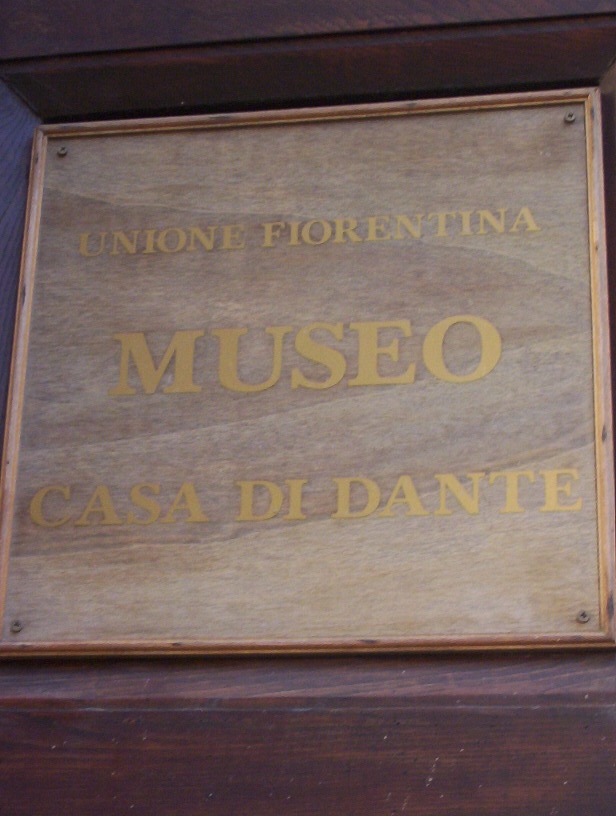 UNIONE FIORENTINA
MUSEO
CASA DI DANTE